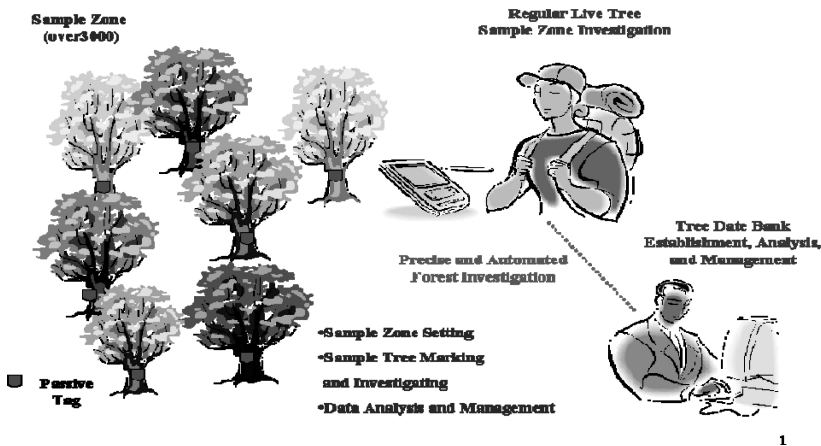 Sample Zone
(over3000)
Regular Live Tree
Sample Zone Investigation
Tree Date Bank
Establishment, Analysis,
and Management
Precise and Automated
Forest Investigation
•Sample Zone Setting
•Sample Tree Marking
and Investigating
•Data Analysis and Management
Passive
Tag
1